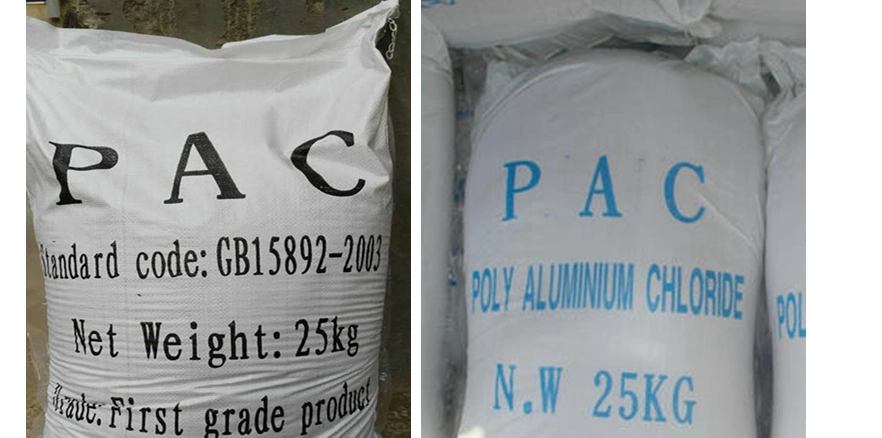 PAC
Standard code: GB15892-2003
Net Weight: 25kg
Grade: First grade product
PAC
POLY ALUMINIUM CHLORIDE
N.W 25KG
POL